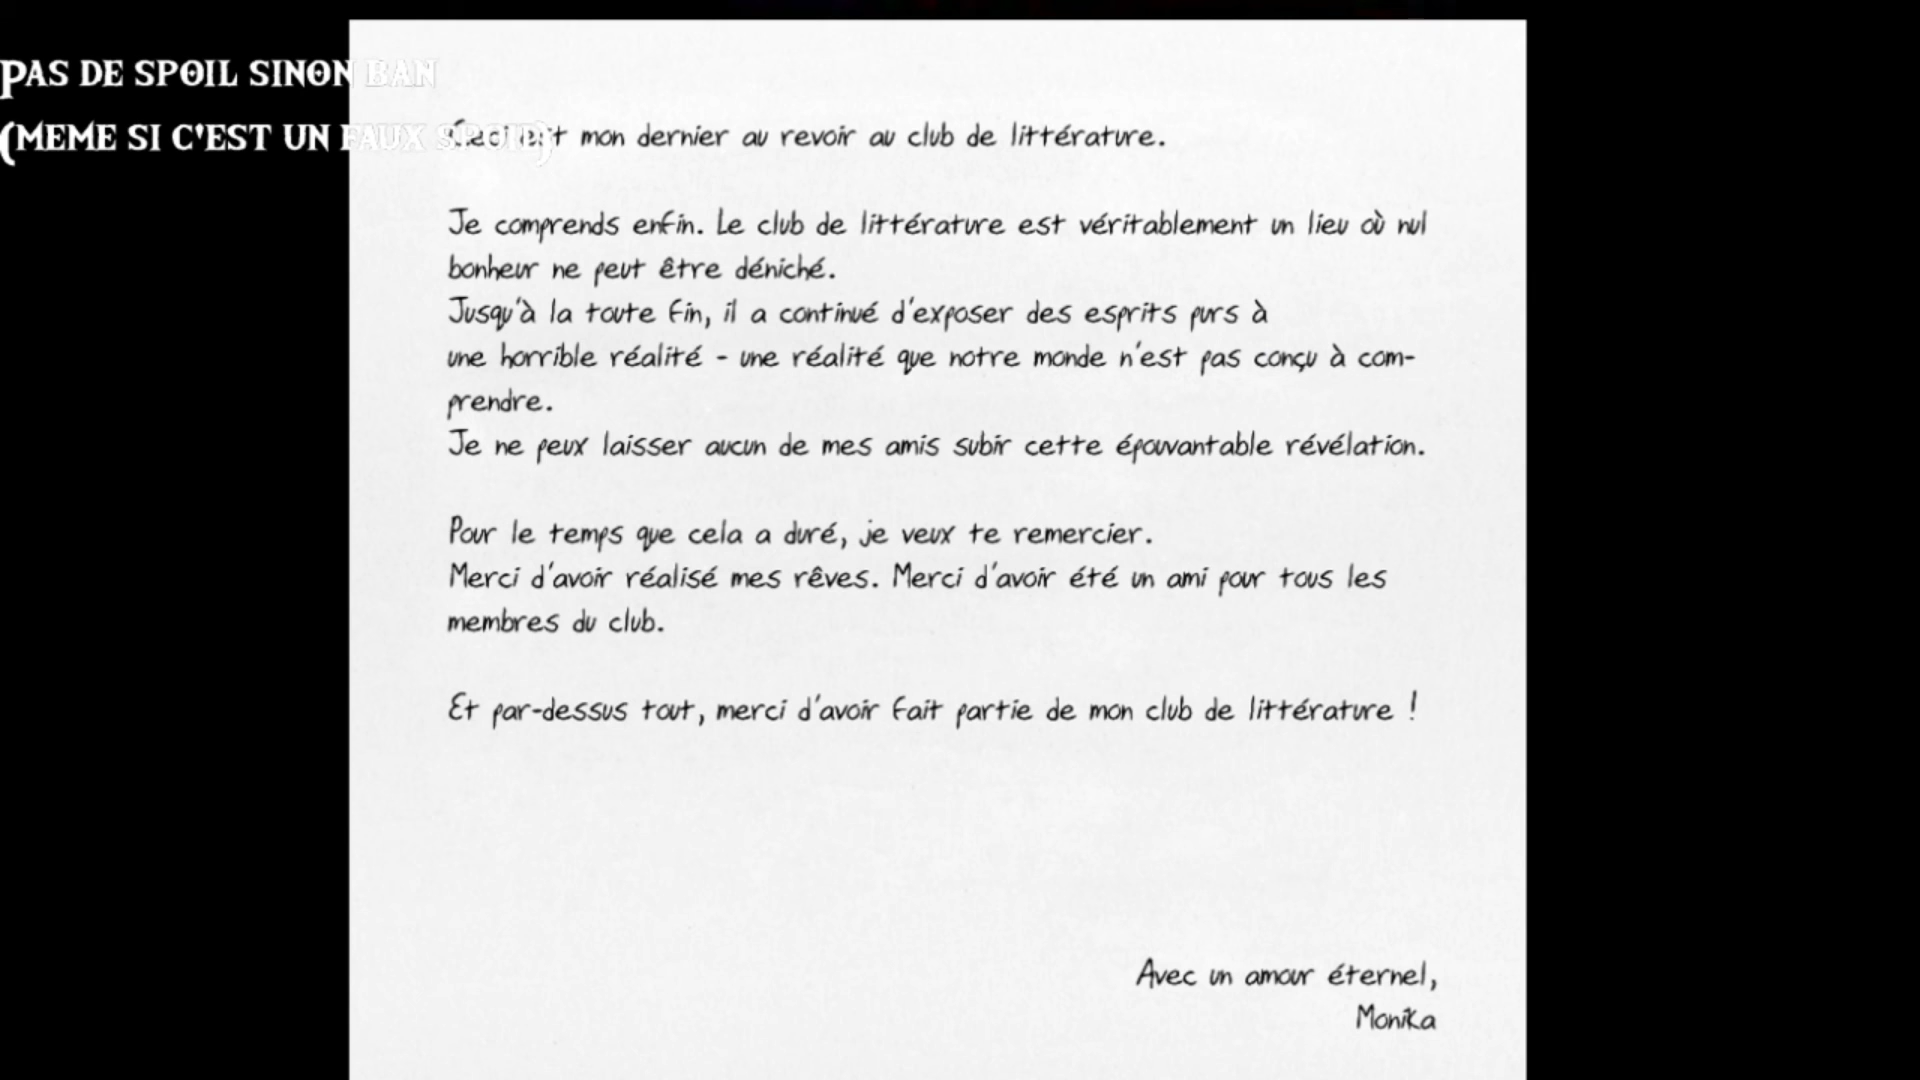 PAS DE SPOIL SINON BAN
(MEME SI C'EST UN FAUX SPOIL)
Ceci est mon dernier au revoir au club de littérature.
Je comprends enfin. Le club de littérature est véritablement un lieu où nul
bonheur ne peut être déniché.
Jusqu'à la toute fin, il a continué d'exposer des esprits purs à
une horrible réalité - une réalité que notre monde n'est pas conçu à com-
prendre.
Je ne peux laisser aucun de mes amis subir cette épouvantable révélation.
Pour le temps que cela a duré, je veux te remercier.
Merci d'avoir réalisé mes rêves. Merci d'avoir été un ami pour tous les
membres du club.
Et par-dessus tout, merci d'avoir fait partie de mon club de littérature !
Avec un amour éternel,
Monika